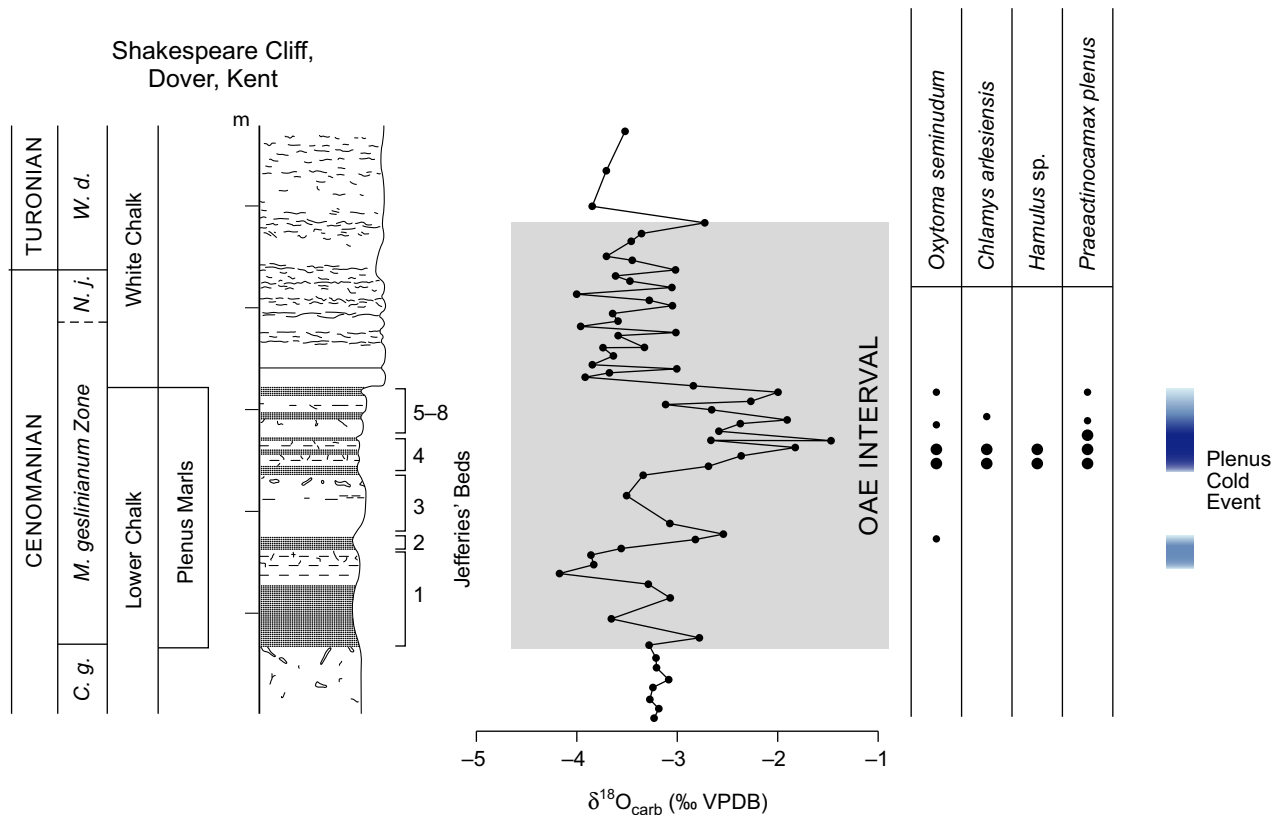 Shakespeare Cliff,
Dover, Kent
m
TURONIAN
CENOMANIAN
W. d.
N. j.
M. geslinianum Zone
C. g.
White Chalk
Lower Chalk
Plenus Marls
5–8
4
3
2
1
Jefferies’ Beds
OAE INTERVAL
–5 –4 –3 –2 –1
δ18Ocarb (‰ VPDB)
Oxytoma seminudum
Chlamys arlesiensis
Hamulus sp.
Praeactinocamax plenus
Plenus
Cold
Event